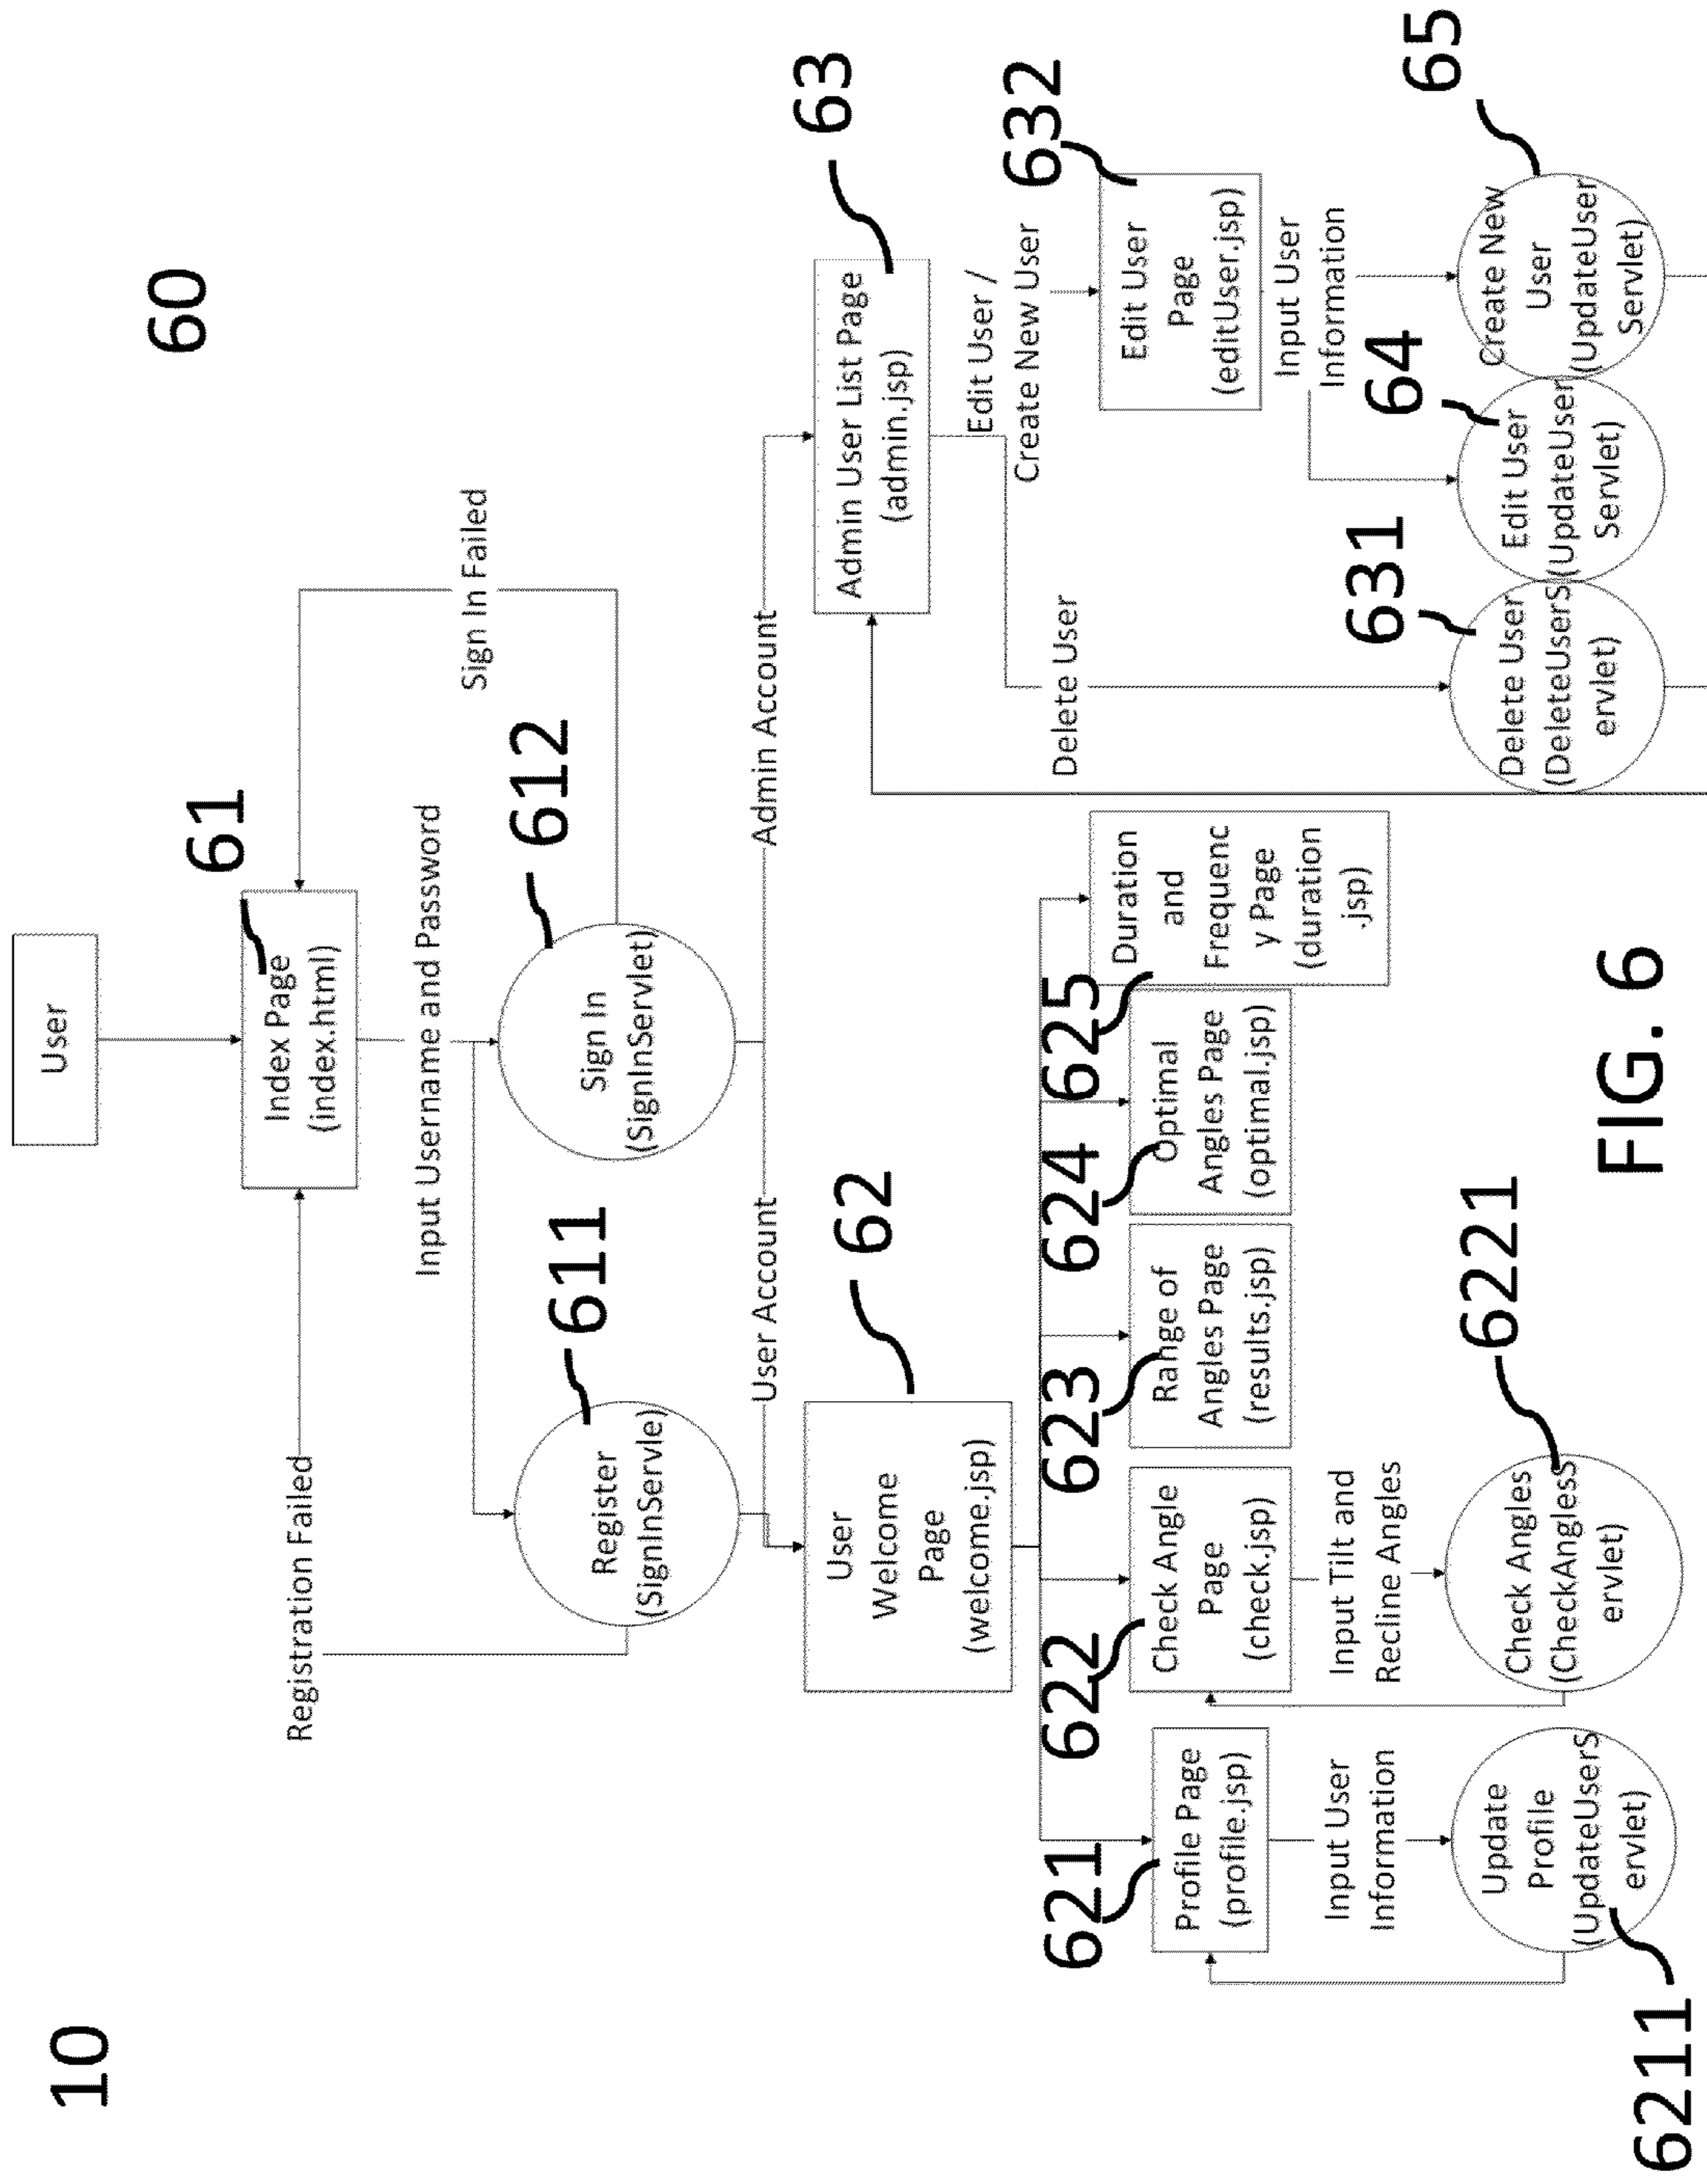 10
60
User
61
Index Page
(index.html)
Registration Failed
Input Username and Password
Sign In Failed
611
612
Register
(SignInServle)
Sign In
(SignInServlet)
User Account
Admin Account
62
63
User
Welcome
Page
(welcome.jsp)
Admin User List Page
(admin.jsp)
Delete User
Edit User /
Create New User
632
621
622
623
624
625
Profile Page
(profile.jsp)
Check Angle
Page
(check.jsp)
Range of
Angles Page
(results.jsp)
Optimal
Angles Page
(optimal.jsp)
Duration
and
Frequenc
y Page
(duration
.jsp)
Edit User
Page
(editUser.jsp)
Input User
Information
Input Tilt and
Recline Angles
Input User
Information
6221
631
64
65
Update
Profile
(UpdateUserS
ervlet)
Check Angles
(CheckAngless
ervlet)
Delete User
(DeleteUserS
ervlet)
Edit User
(UpdateUser
Servlet)
Create New
User
(UpdateUser
Servlet)
6211
FIG. 6